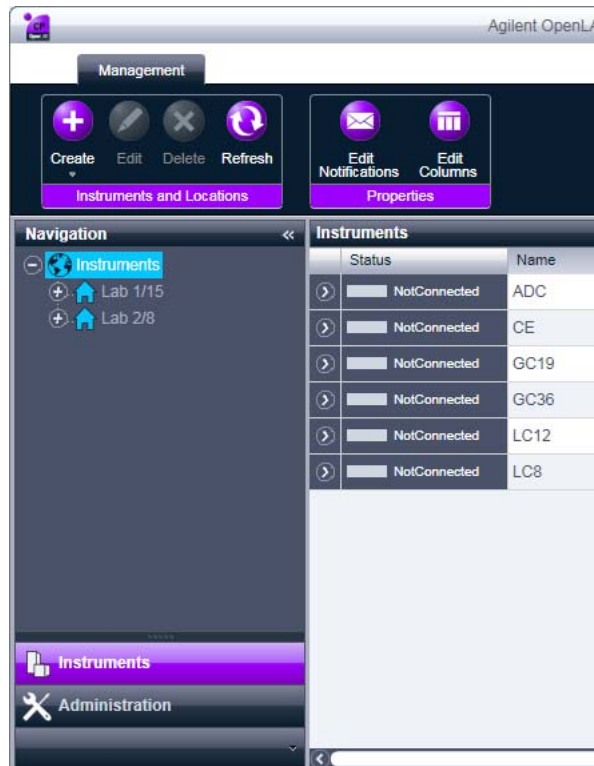 Agilent OpenLA
Management
Create Edit Delete Refresh
Edit Notifications Edit Columns
Instruments and Locations Properties
Navigation «
Instruments
Lab 1/15
Lab 2/8
Instruments
Status Name
NotConnected ADC
NotConnected CE
NotConnected GC19
NotConnected GC36
NotConnected LC12
NotConnected LC8
Instruments
Administration